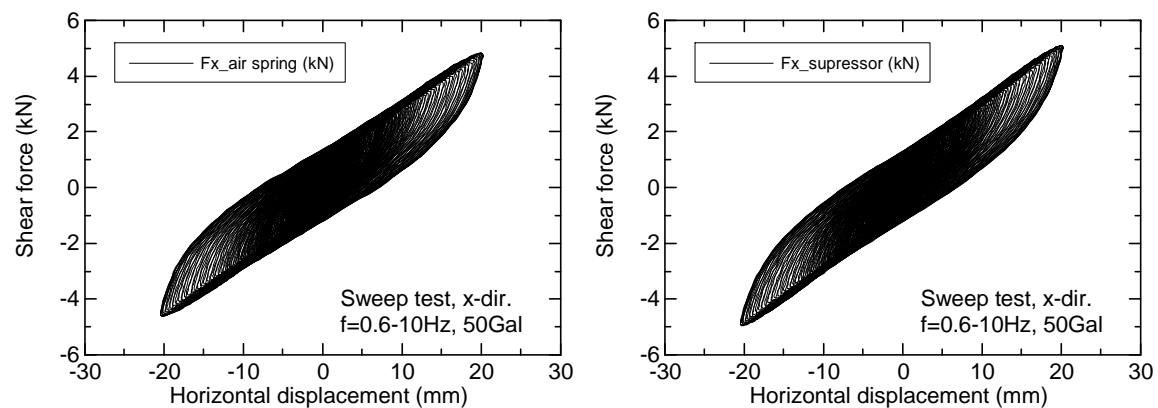 6
4
2
0
-2
-4
-6
Shear force (kN)
Fx_air spring (kN)
Sweep test, x-dir.
f=0.6-10Hz, 50Gal
-30 -20 -10 0 10 20 30
Horizontal displacement (mm)
6
4
2
0
-2
-4
-6
Shear force (kN)
Fx_supressor (kN)
Sweep test, x-dir.
f=0.6-10Hz, 50Gal
-30 -20 -10 0 10 20 30
Horizontal displacement (mm)